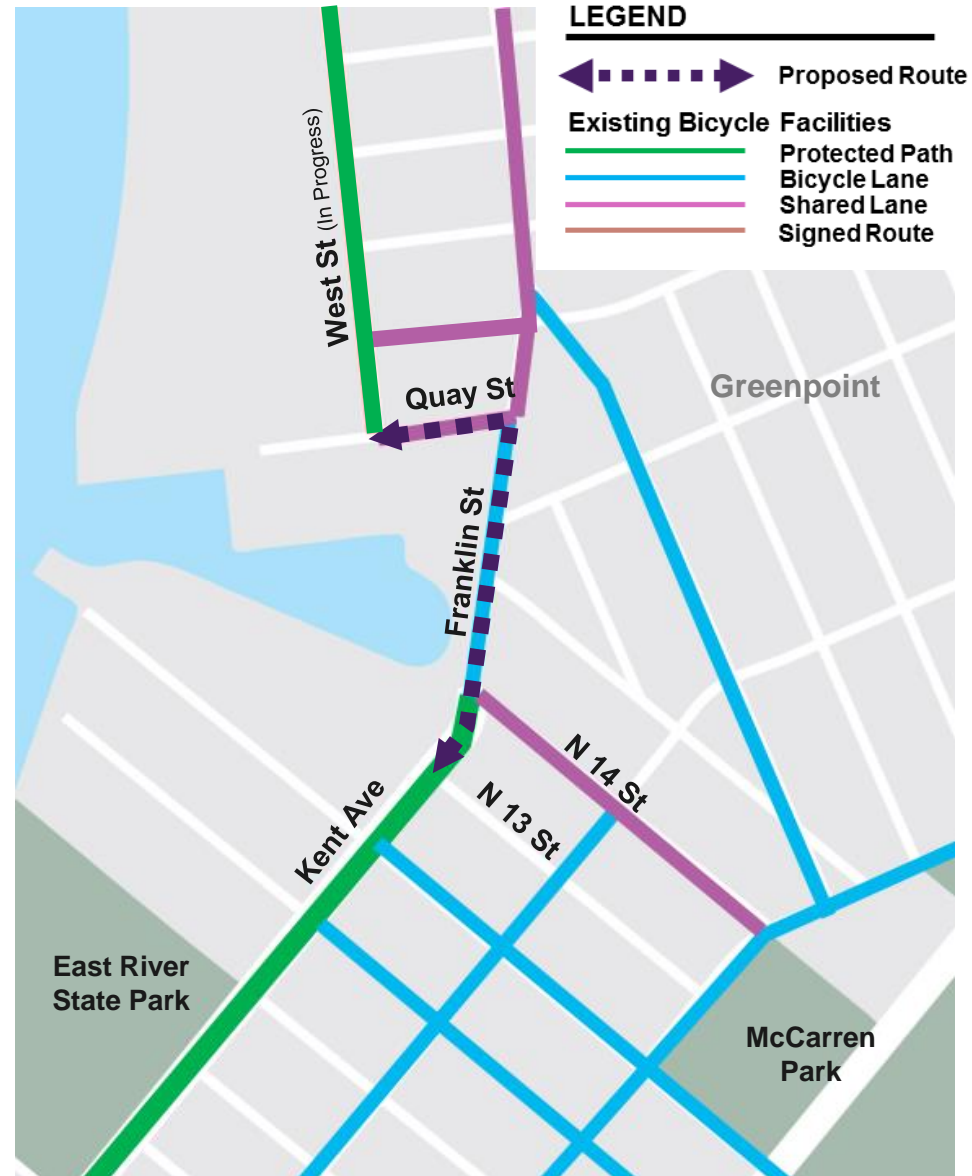 LEGEND
Proposed Route
Existing Bicycle Facilities
Protected Path
Bicycle Lane
Shared Lane
Signed Route
West St (In Progress)
Quay St
Greenpoint
Franklin St
N 14 St
N 13 St
Kent Ave
East River
State Park
McCarren
Park